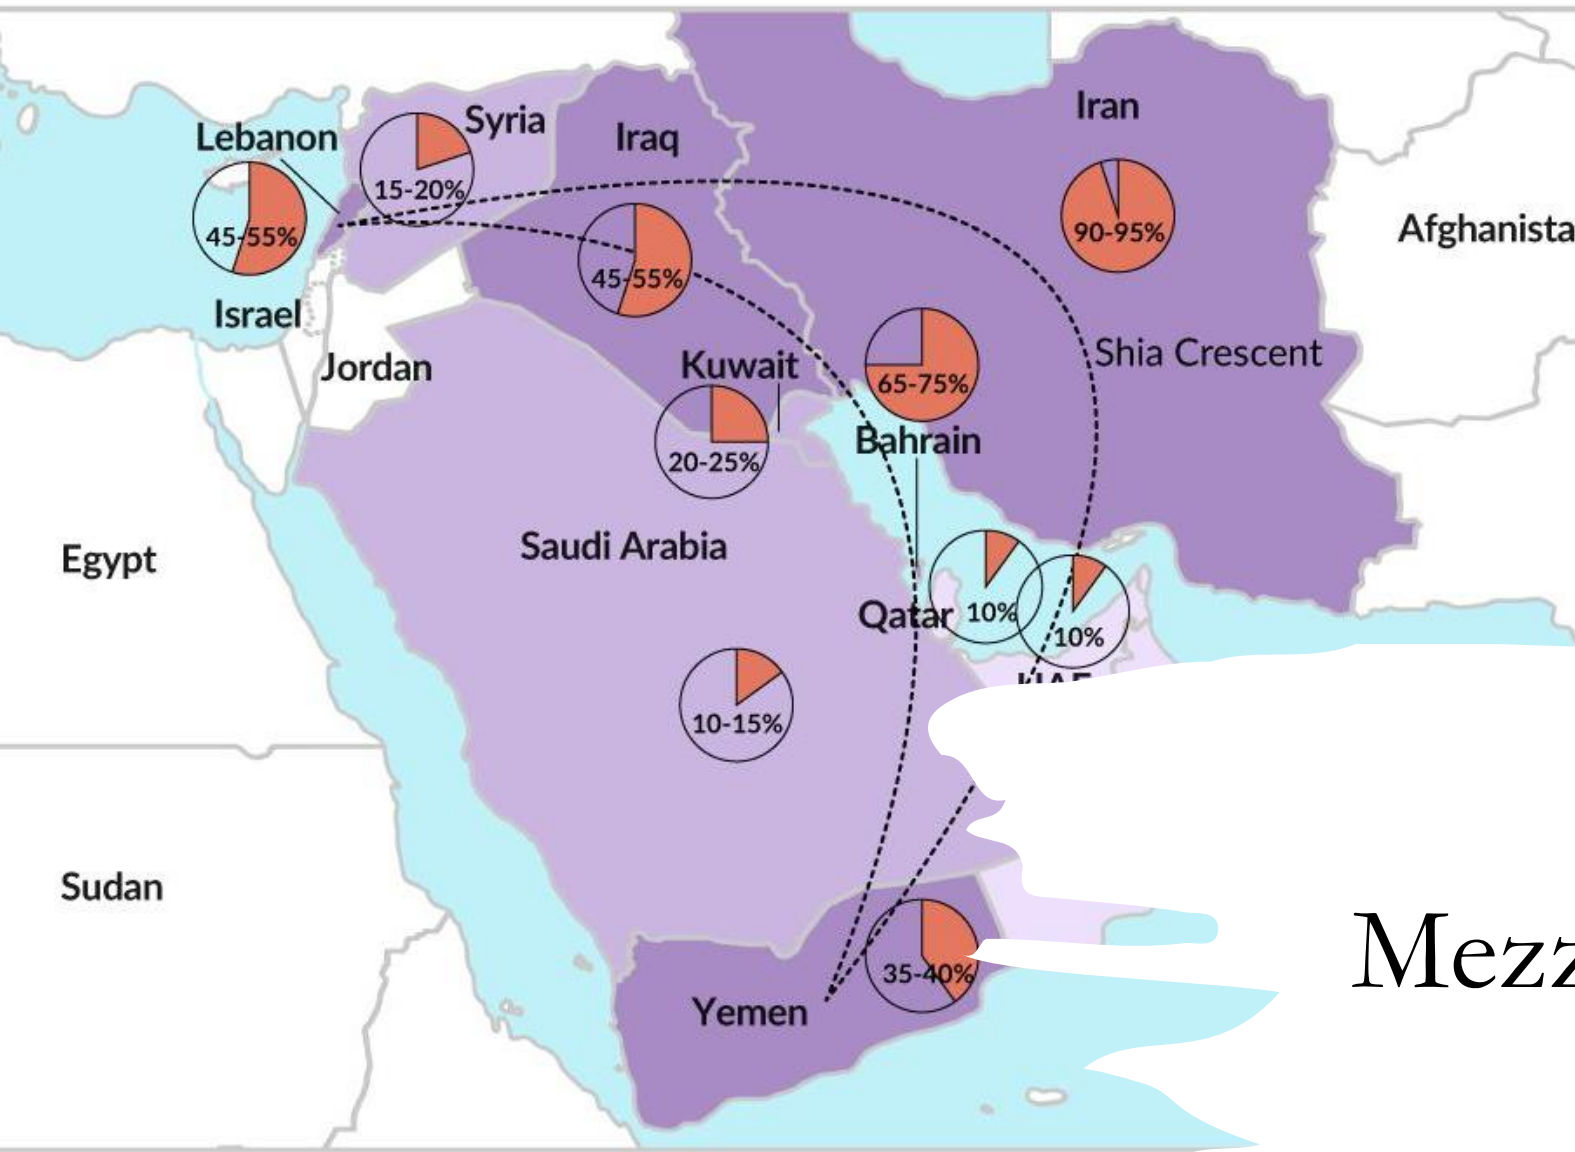 Iran
Syria
Lebanon
Iraq
15-20%
90-95%
Afghanista
45-55%
45-55%
Israel
Shia Crescent
Jordan
Kuwait
65-75%
Bahrain
20-25%
Saudi Arabia
Egypt
Qatar
10%
10%
UAE
10-15%
Sudan
Mezz
35-40%
Yemen